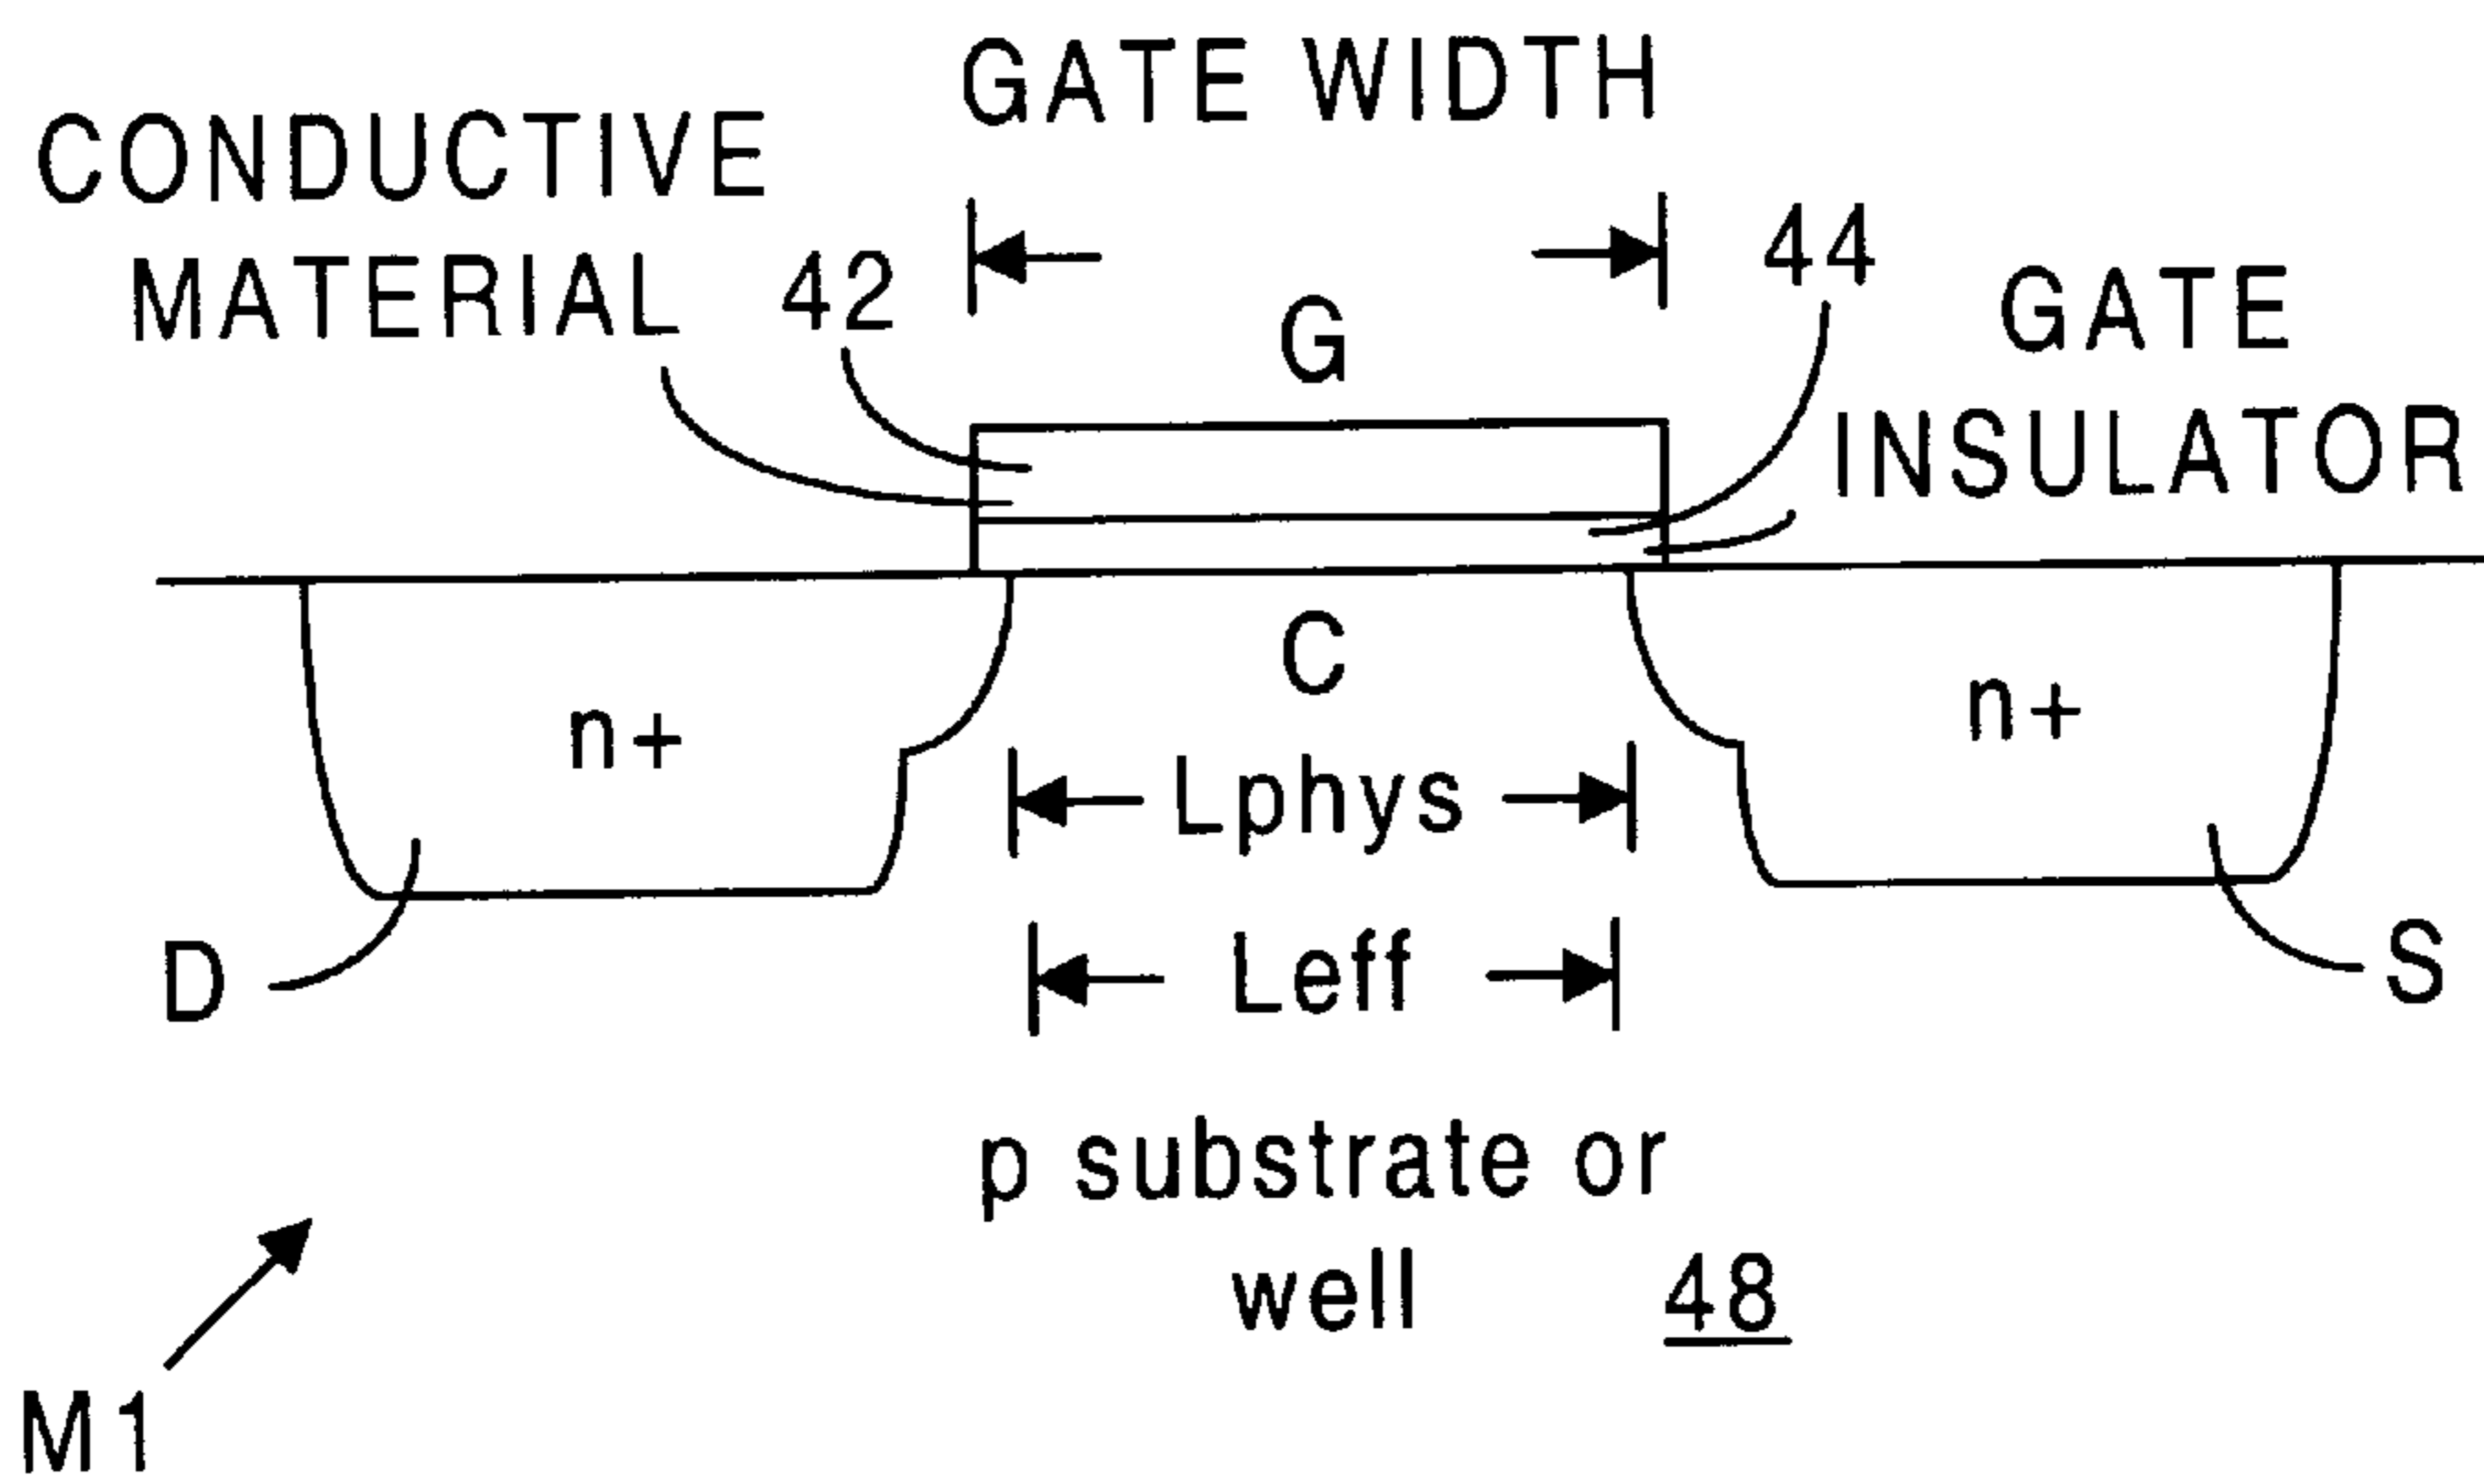 GATE WIDTH
CONDUCTIVE
MATERIAL 42
44
GATE
INSULATOR
G
C
n+
n+
Lphys
Leff
D
S
p substrate or
well 48
M1